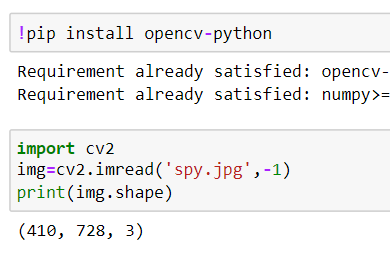 !pip install opencv-python
Requirement already satisfied: opencv-
Requirement already satisfied: numpy>=
import cv2
img=cv2.imread('spy.jpg',-1)
print(img.shape)
(410, 728, 3)